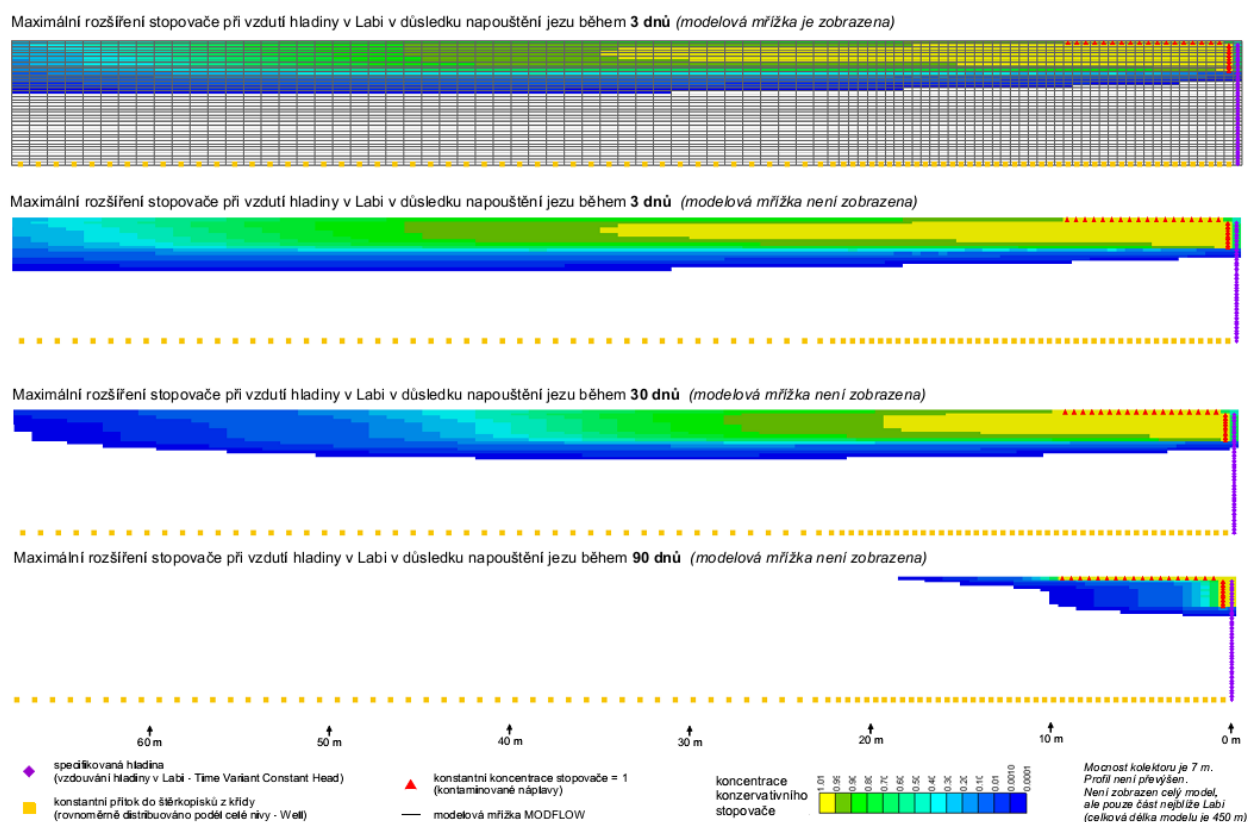 Maximální rozšíření stopovače při vzdutí hladiny v Labi v důsledku napouštění jezu během 3 dnů (modelová mřížka je zobrazena)
Maximální rozšíření stopovače při vzdutí hladiny v Labi v důsledku napouštění jezu během 3 dnů (modelová mřížka není zobrazena)
Maximální rozšíření stopovače při vzdutí hladiny v Labi v důsledku napouštění jezu během 30 dnů (modelová mřížka není zobrazena)
Maximální rozšíření stopovače při vzdutí hladiny v Labi v důsledku napouštění jezu během 90 dnů (modelová mřížka není zobrazena)
60 m 50 m 40 m 30 m 20 m 10 m 0 m
specifikovaná hladina
(vzdouvání hladiny v Labi - Time Variant Constant Head)
konstantní přítok do štěrkopísků z křídy
(rovnoměrně distribuováno podél celé nivy - Well)
konstantní koncentrace stopovače = 1
(kontaminované náplavy)
modelová mřížka MODFLOW
koncentrace
konzervativního
stopovače
1.01 0.0010 0.0001
Mocnost kolektoru je 7 m.
Profil není převýšen.
Není zobrazen celý model,
ale pouze část nejblíže Labi
(celková délka modelu je 450 m)